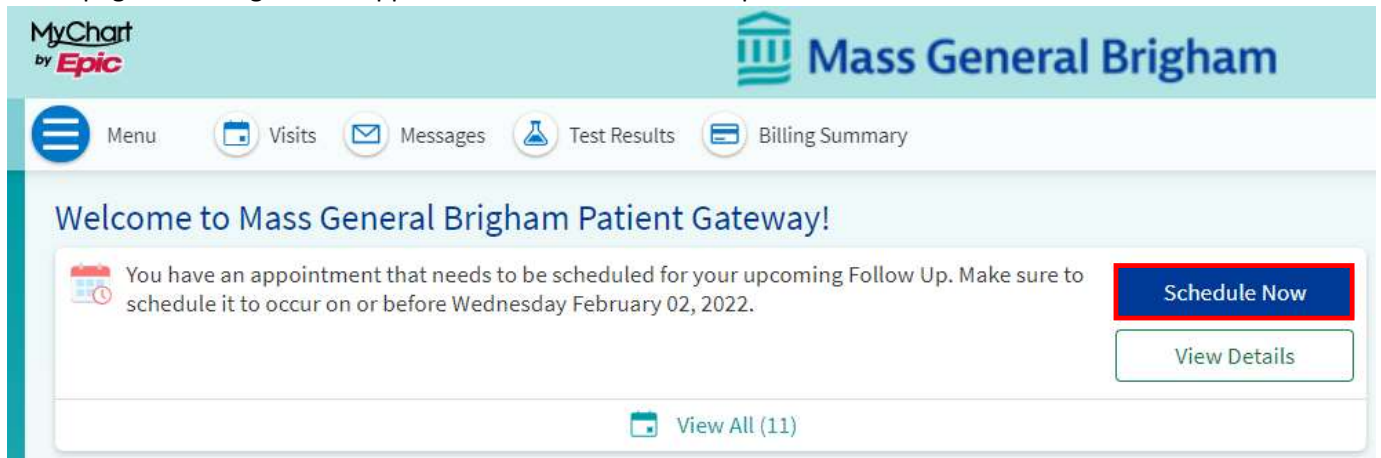 MyChart
by Epic
Mass General Brigham
Menu
Visits
Messages
Test Results
Billing Summary
Welcome to Mass General Brigham Patient Gateway!
You have an appointment that needs to be scheduled for your upcoming Follow Up. Make sure to
schedule it to occur on or before Wednesday February 02, 2022.
Schedule Now
View Details
View All (11)